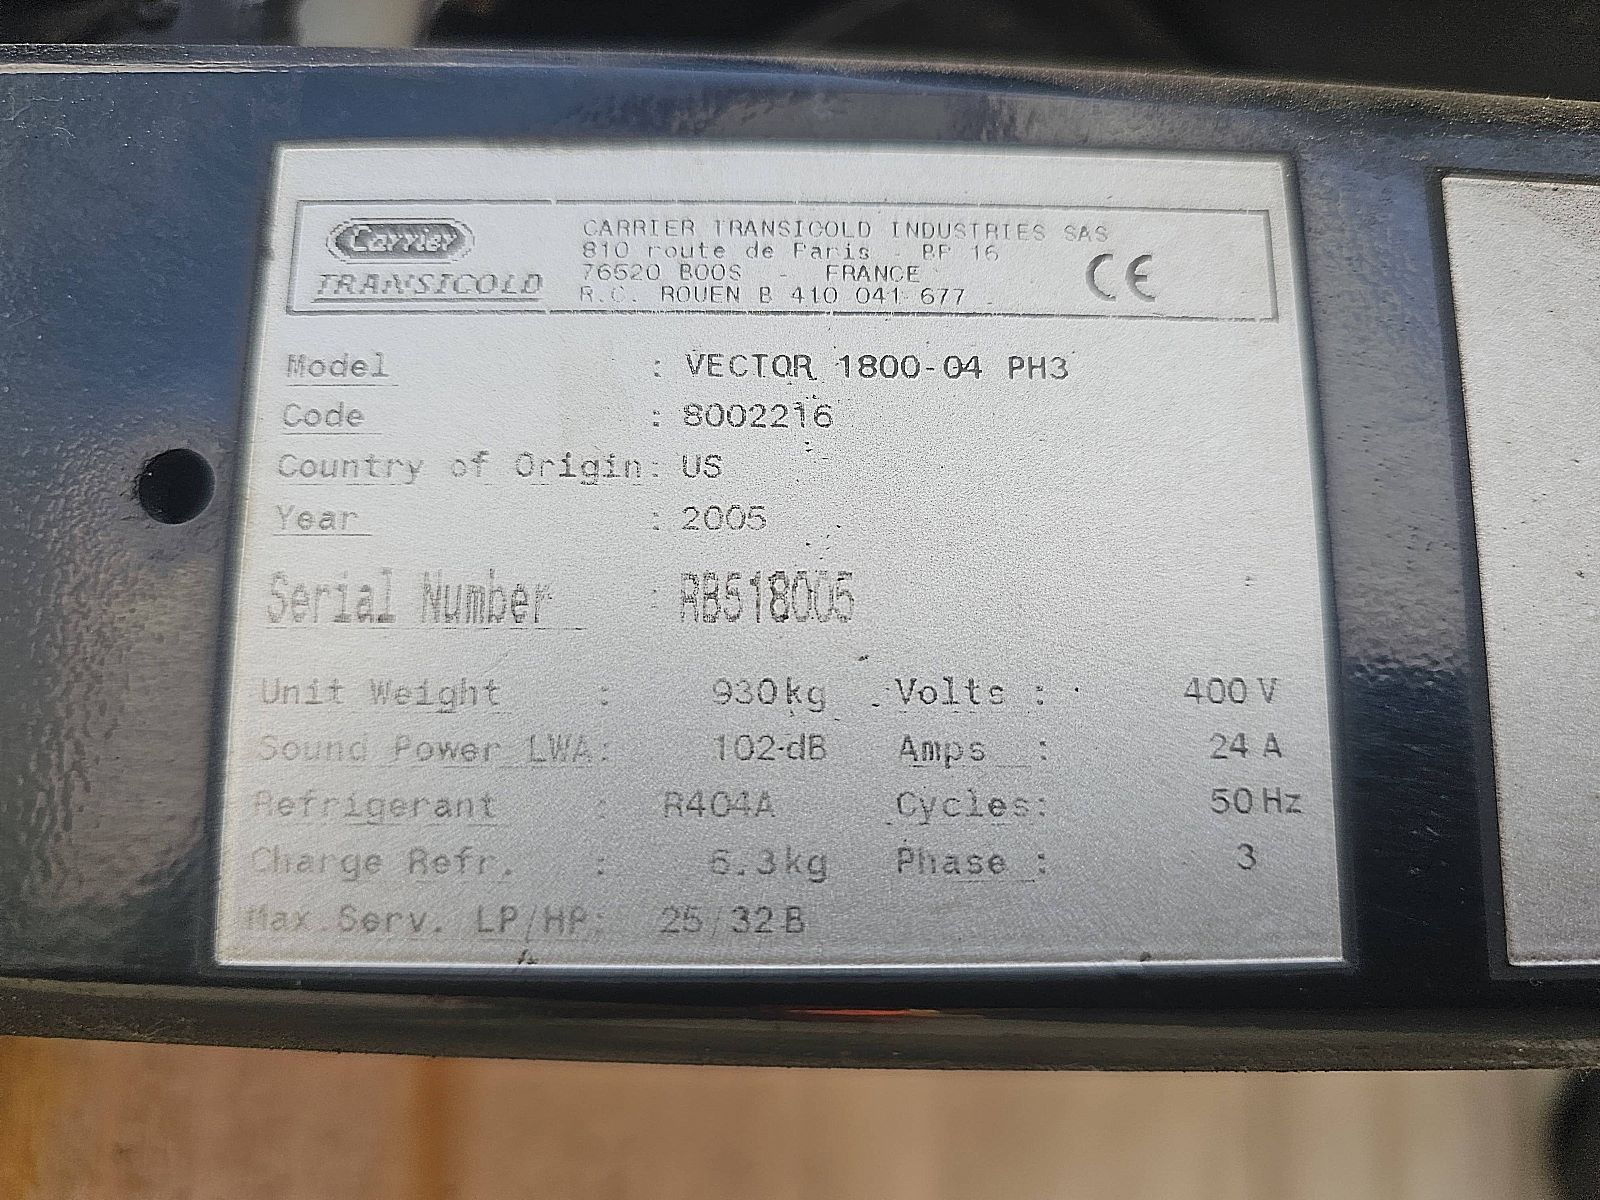 Carrier
TRANSICOLD
CARRIER TRANSICOLD INDUSTRIES SAS
810 route de Paris - BP 16
76520 BOOS - FRANCE
R.C. ROUEN B 410 041 677
CE
Model : VECTOR 1800-04 PH3
Code : 8002216
Country of Origin: US
Year : 2005
Serial Number : RB518005
Unit Weight : 930kg Volts : 400V
Sound Power LWA: 102 dB Amps : 24A
Refrigerant : R404A Cycles: 50Hz
Charge Refr. : 6.3kg Phase : 3
Max.Serv. LP/HP: 25/32B